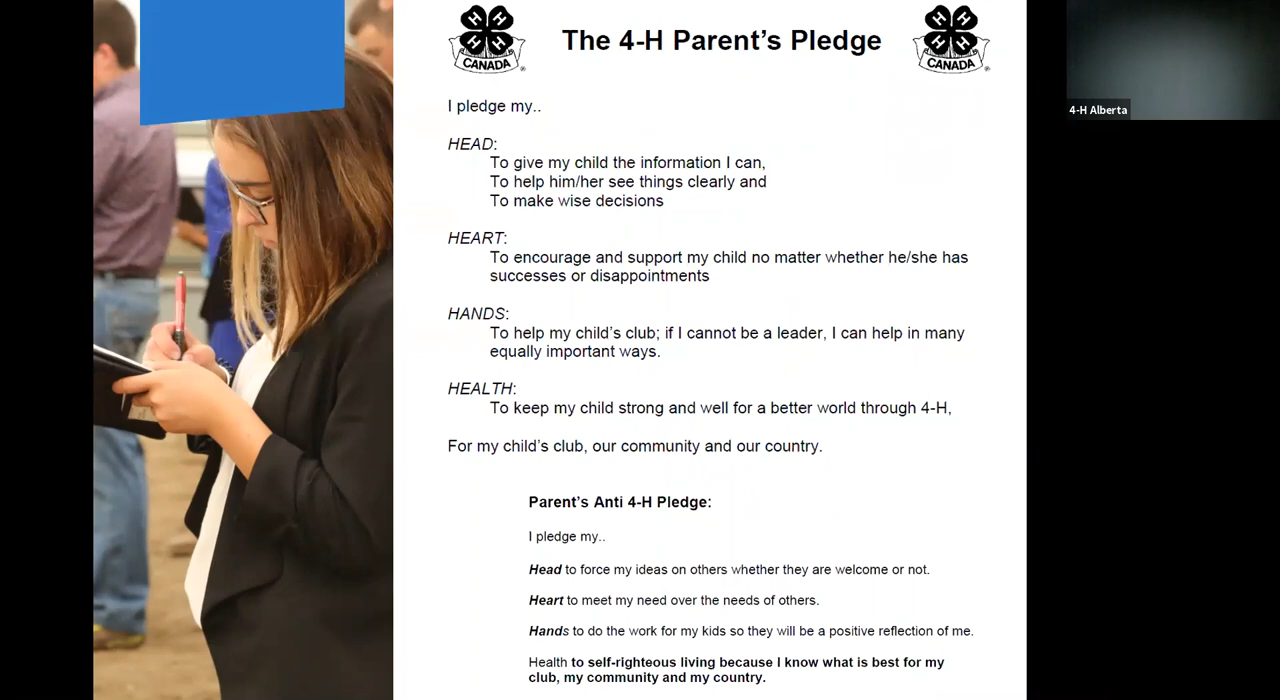 H H
H H
CANADA
The 4-H Parent's Pledge
H H
H H
CANADA
4-H Alberta
I pledge my..
HEAD:
To give my child the information I can,
To help him/her see things clearly and
To make wise decisions
HEART:
To encourage and support my child no matter whether he/she has
successes or disappointments
HANDS:
To help my child's club; if I cannot be a leader, I can help in many
equally important ways.
HEALTH:
To keep my child strong and well for a better world through 4-H,
For my child's club, our community and our country.
Parent's Anti 4-H Pledge:
I pledge my..
Head to force my ideas on others whether they are welcome or not.
Heart to meet my need over the needs of others.
Hands to do the work for my kids so they will be a positive reflection of me.
Health to self-righteous living because I know what is best for my
club, my community and my country.